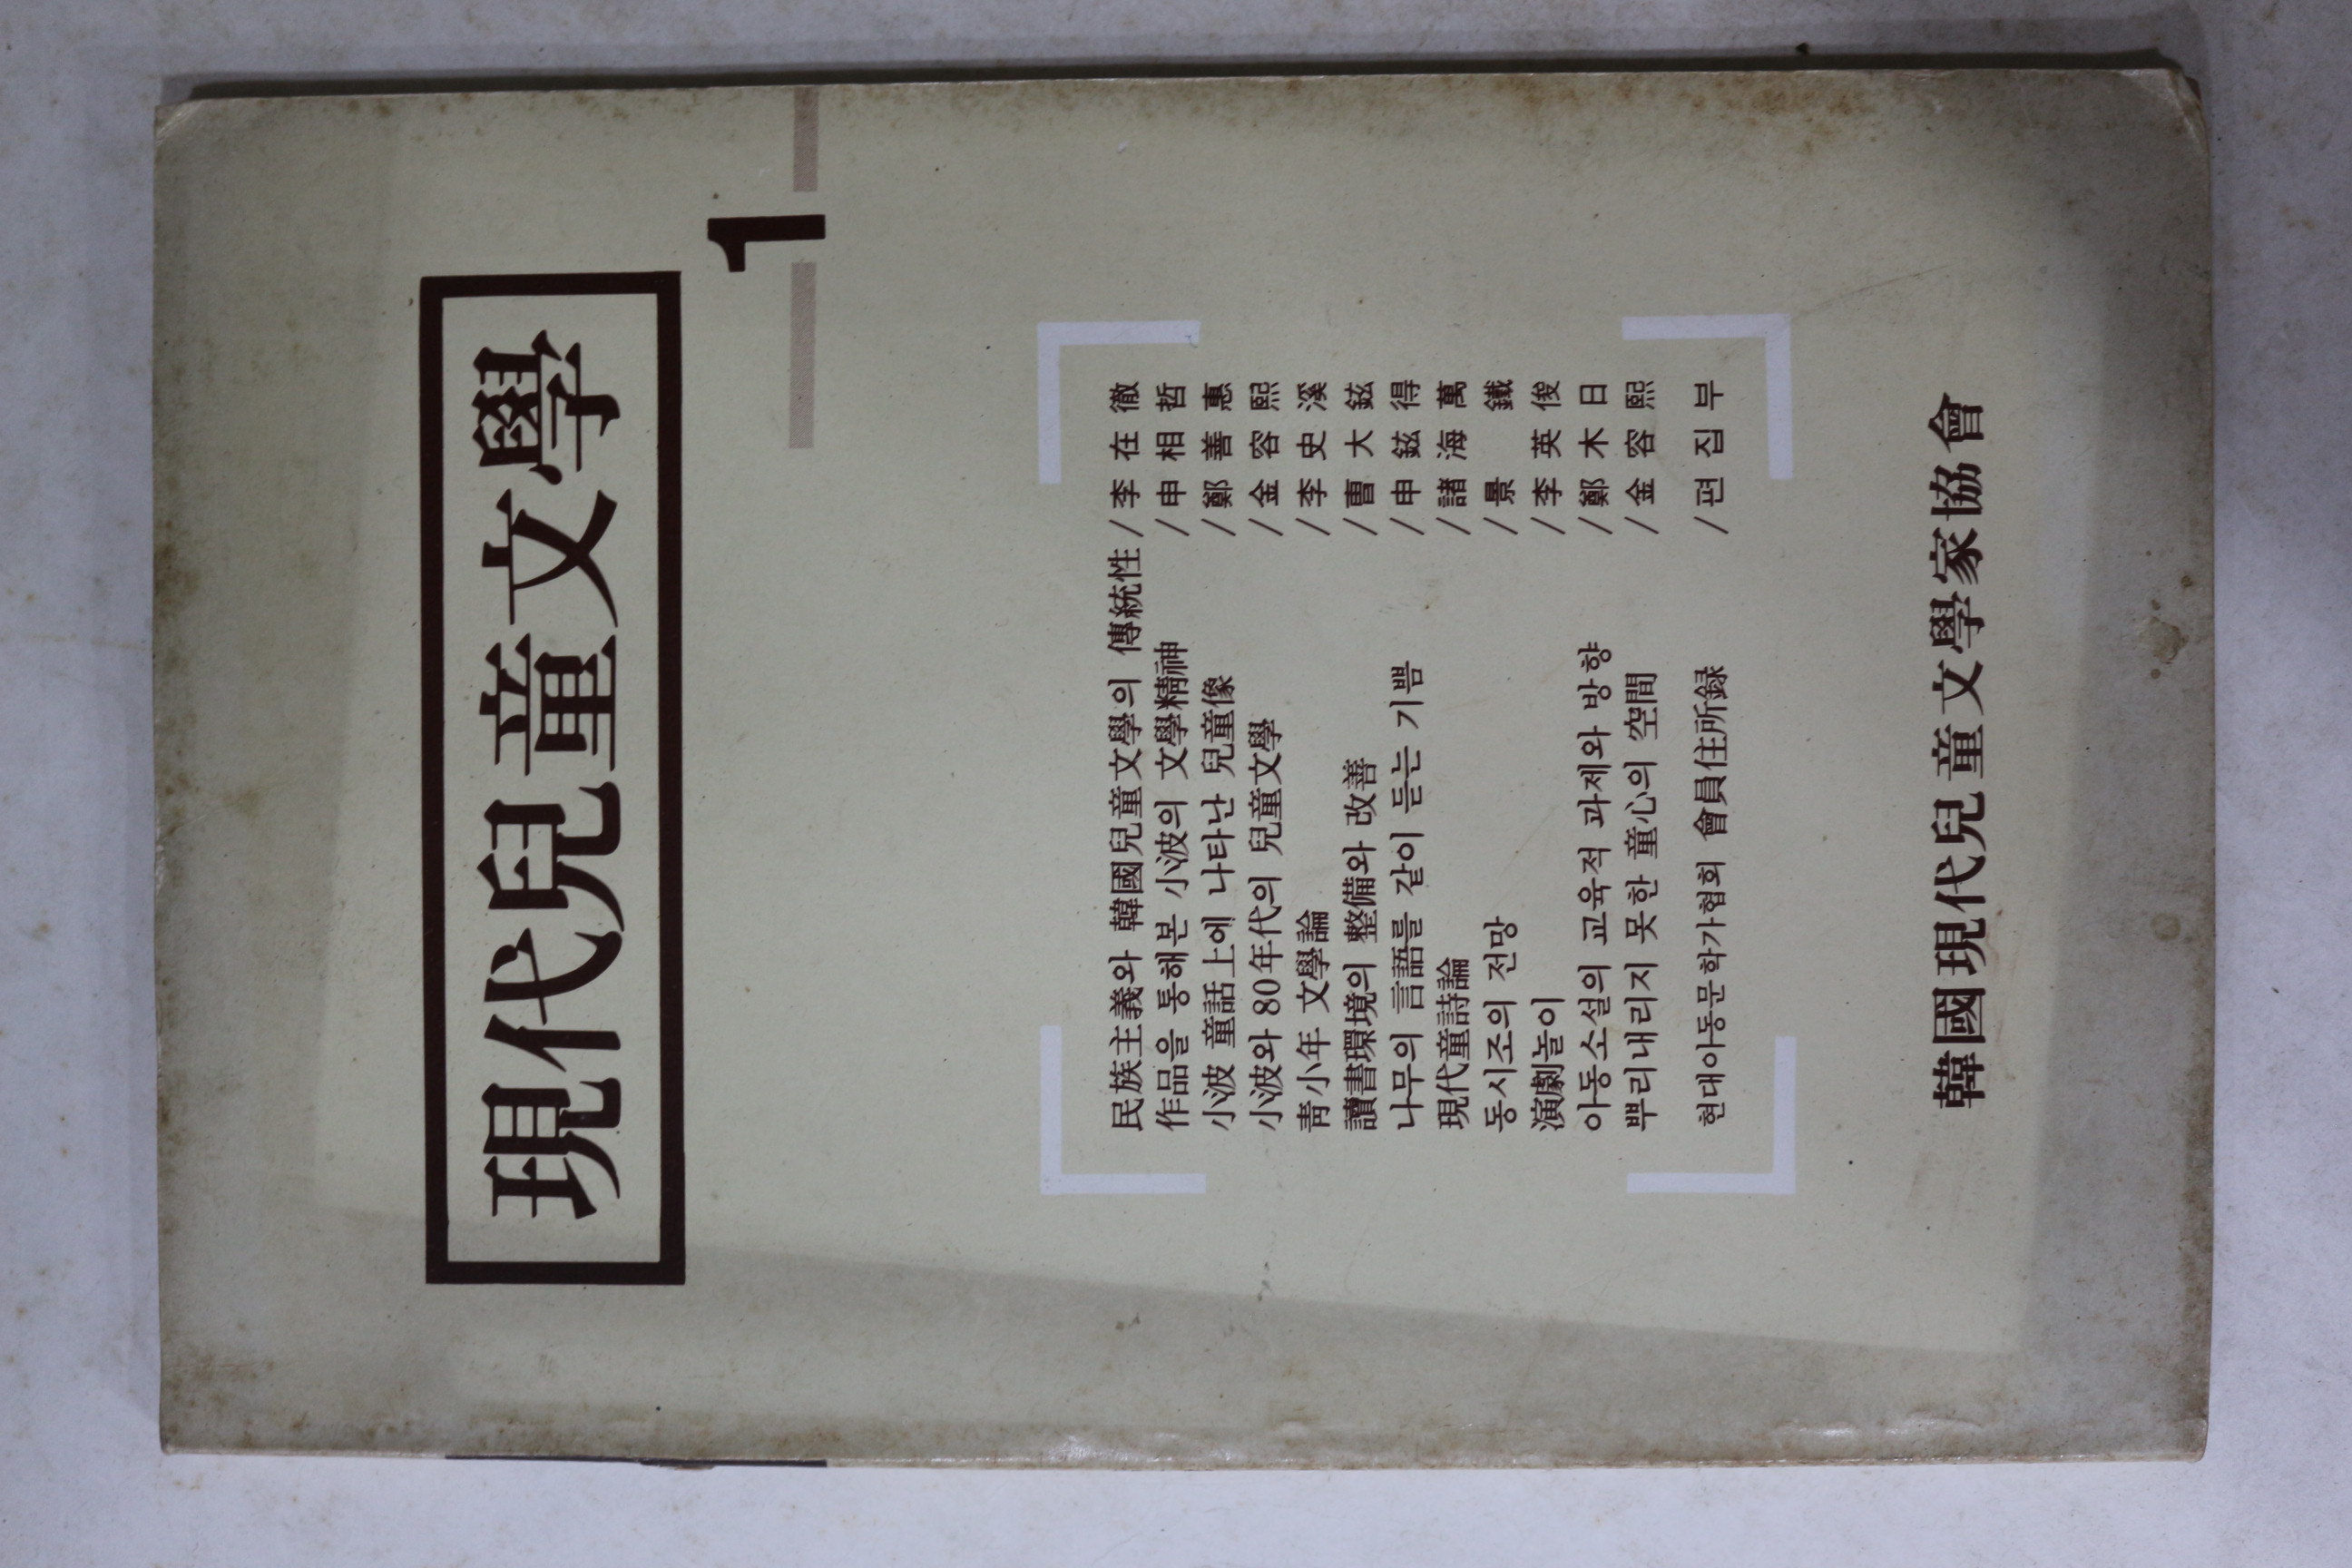 現代兒童文學
1
民族主義와 韓國兒童文學의 傳統性 / 李在徹
作品을 통해본 小波의 文學精神 / 申相哲
小波 童話上에 나타난 兒童像 / 鄭善惠
小波와 80年代의 兒童文學 / 金容熙
靑小年 文學論 / 李史溪
讀書環境의 整備와 改善 / 曺大鉉
나무의 言語를 같이 듣는 기쁨 / 申鉉得
現代童詩論 / 諸海萬
동시조의 전망 / 景鐵
演劇놀이 / 李英俊
아동소설의 교육적 과제와 방향 / 鄭木日
뿌리내리지 못한 童心의 空間 / 金容熙
현대아동문학가협회 會員住所録 / 편집부
韓國現代兒童文學家協會